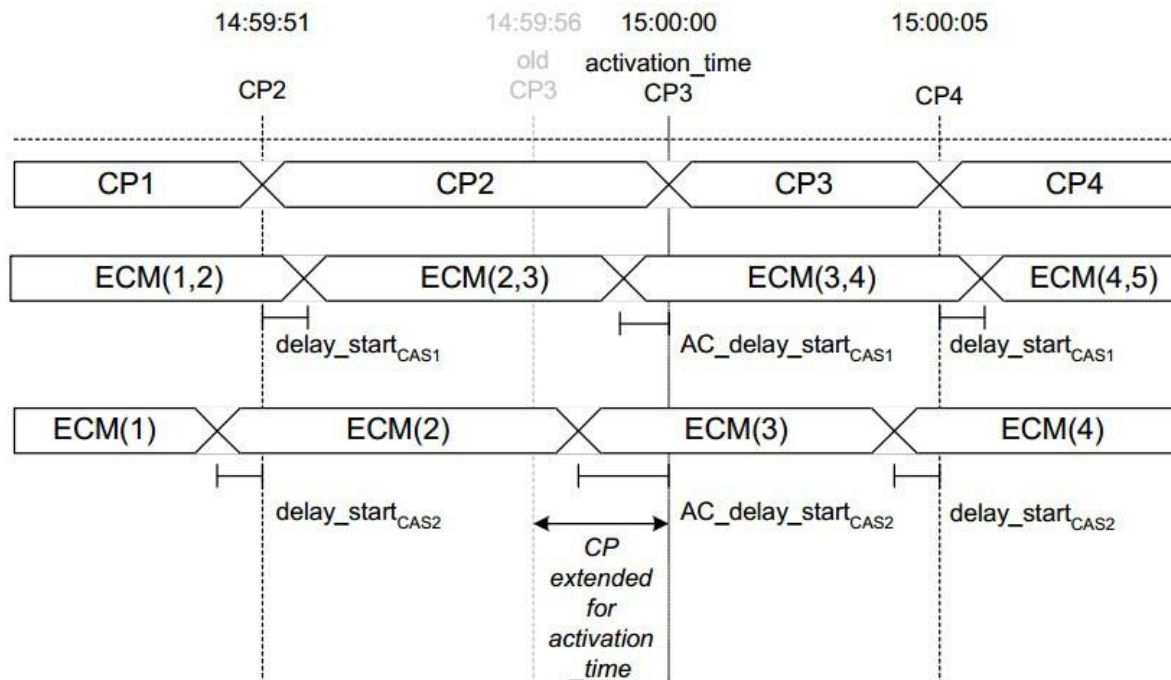 14:59:51 14:59:56 15:00:00 15:00:05
old activation_time
CP2 CP3 CP3 CP4
CP1 CP2 CP3 CP4
ECM(1,2) ECM(2,3) ECM(3,4) ECM(4,5)
delay_startCAS1 AC_delay_startCAS1 delay_startCAS1
ECM(1) ECM(2) ECM(3) ECM(4)
delay_startCAS2 AC_delay_startCAS2 delay_startCAS2
CP
extended
for
activation
_time